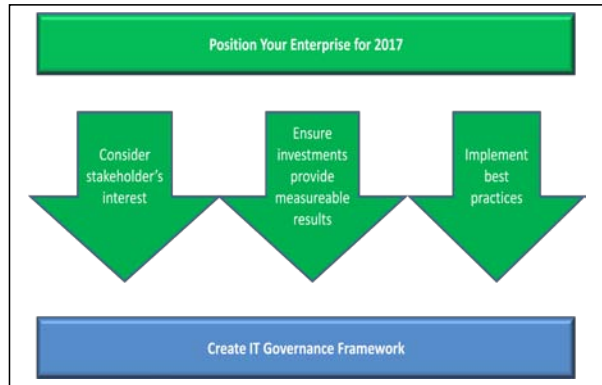 Position Your Enterprise for 2017
Consider
stakeholder's
interest
Ensure
investments
provide
measureable
results
Implement
best
practices
Create IT Governance Framework